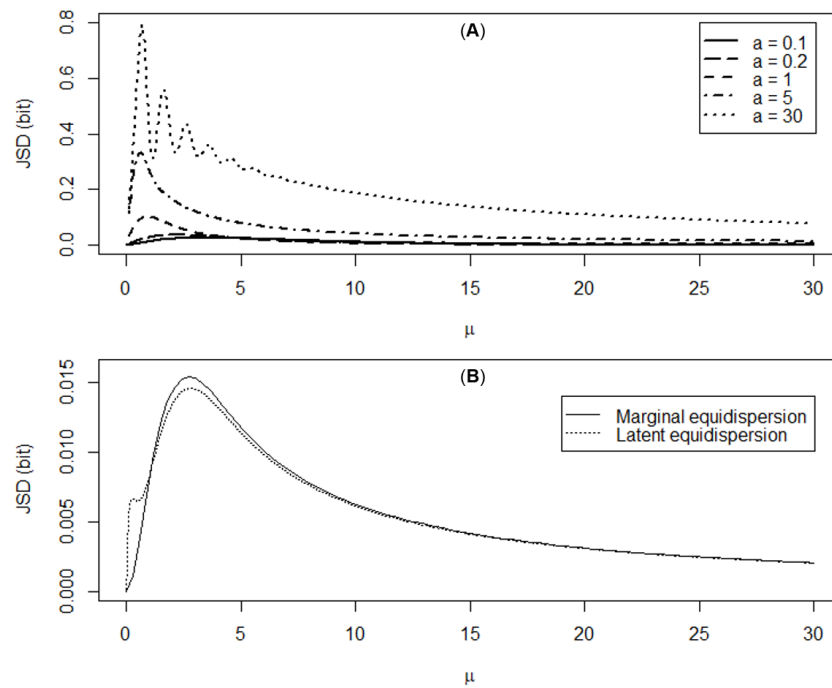 (A)
JSD (bit)
0.0 0.2 0.4 0.6 0.8
a = 0.1
a = 0.2
a = 1
a = 5
a = 30
0 5 10 15 20 25 30
μ
(B)
JSD (bit)
0.000 0.005 0.010 0.015
Marginal equidispersion
Latent equidispersion
0 5 10 15 20 25 30
μ